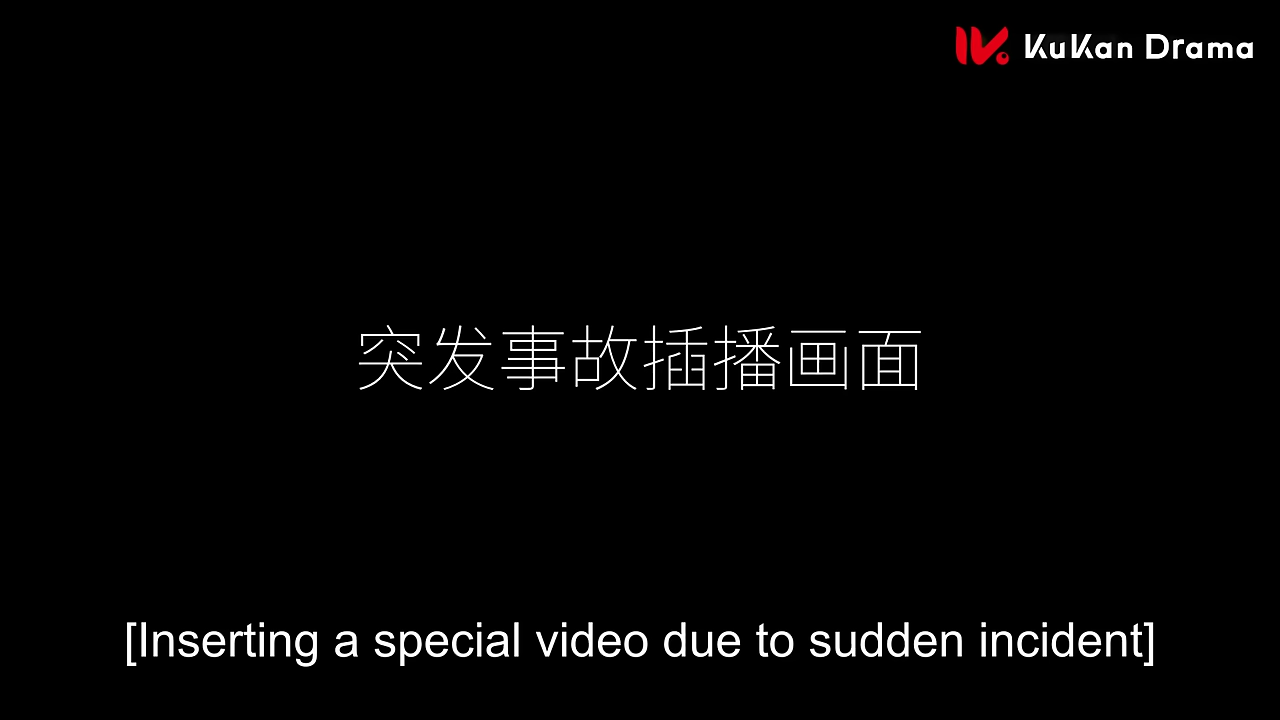 KuKan Drama
突发事故插播画面
[Inserting a special video due to sudden incident]